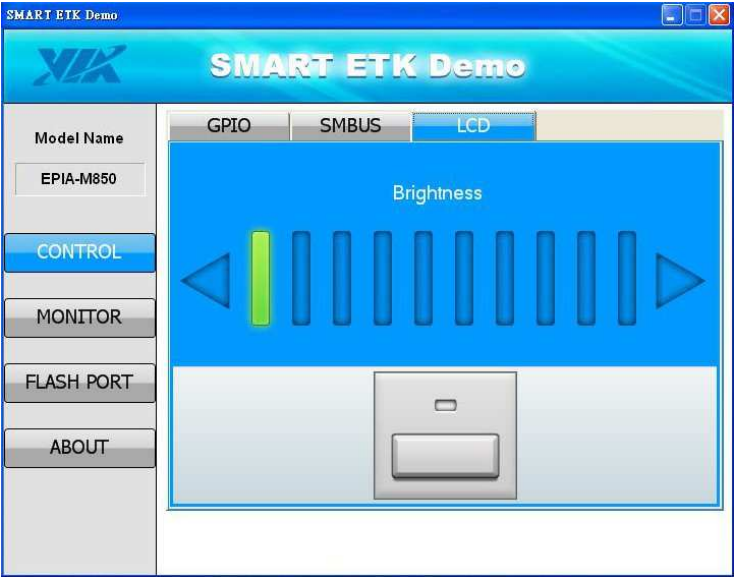 SMART ETK Demo
VIA
SMART ETK Demo
Model Name
EPIA-M850
CONTROL
MONITOR
FLASH PORT
ABOUT
GPIO
SMBUS
LCD
Brightness